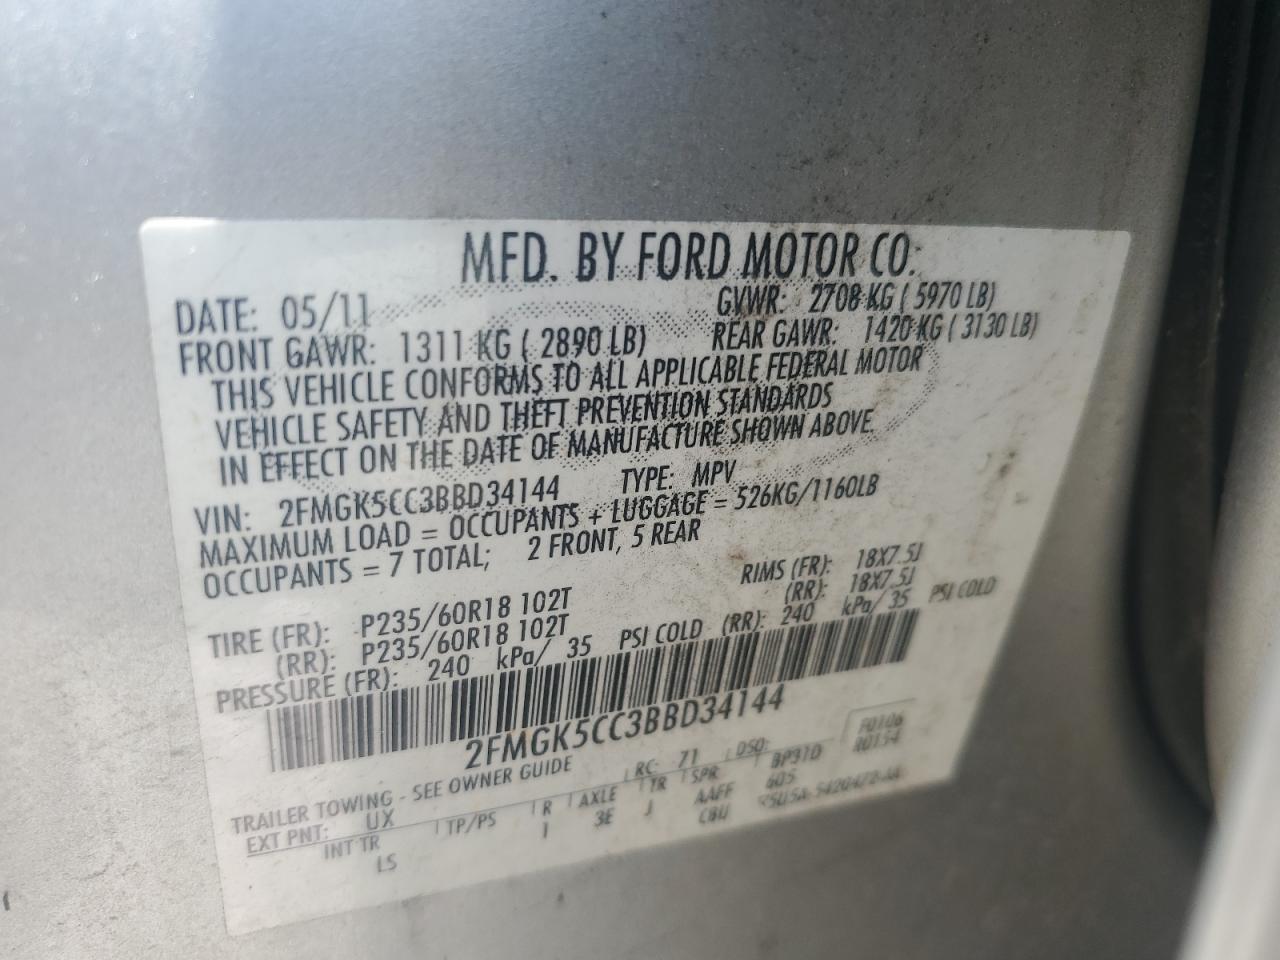 MFD. BY FORD MOTOR CO.
DATE: 05/11 GVWR: 2708 KG ( 5970 LB)
FRONT GAWR: 1311 KG ( 2890 LB) REAR GAWR: 1420 KG ( 3130 LB)
THIS VEHICLE CONFORMS TO ALL APPLICABLE FEDERAL MOTOR
VEHICLE SAFETY AND THEFT PREVENTION STANDARDS
IN EFFECT ON THE DATE OF MANUFACTURE SHOWN ABOVE.
VIN: 2FMGK5CC3BBD34144 TYPE: MPV
MAXIMUM LOAD = OCCUPANTS + LUGGAGE = 526KG/1160LB
OCCUPANTS = 7 TOTAL; 2 FRONT, 5 REAR
TIRE (FR): P235/60R18 102T RIMS (FR): 18X7.5J
(RR): P235/60R18 102T (RR): 18X7.5J
PRESSURE (FR): 240 kPa/ 35 PSI COLD (RR): 240 kPa/ 35 PSI COLD
2FMGK5CC3BBD34144
TRAILER TOWING - SEE OWNER GUIDE
F0106
R0154
EXT PNT: UX RC: 71 DSO: BP31D
INT TR TP/PS R AXLE TR SPR 605
LS I 3E J AAFF
CBU